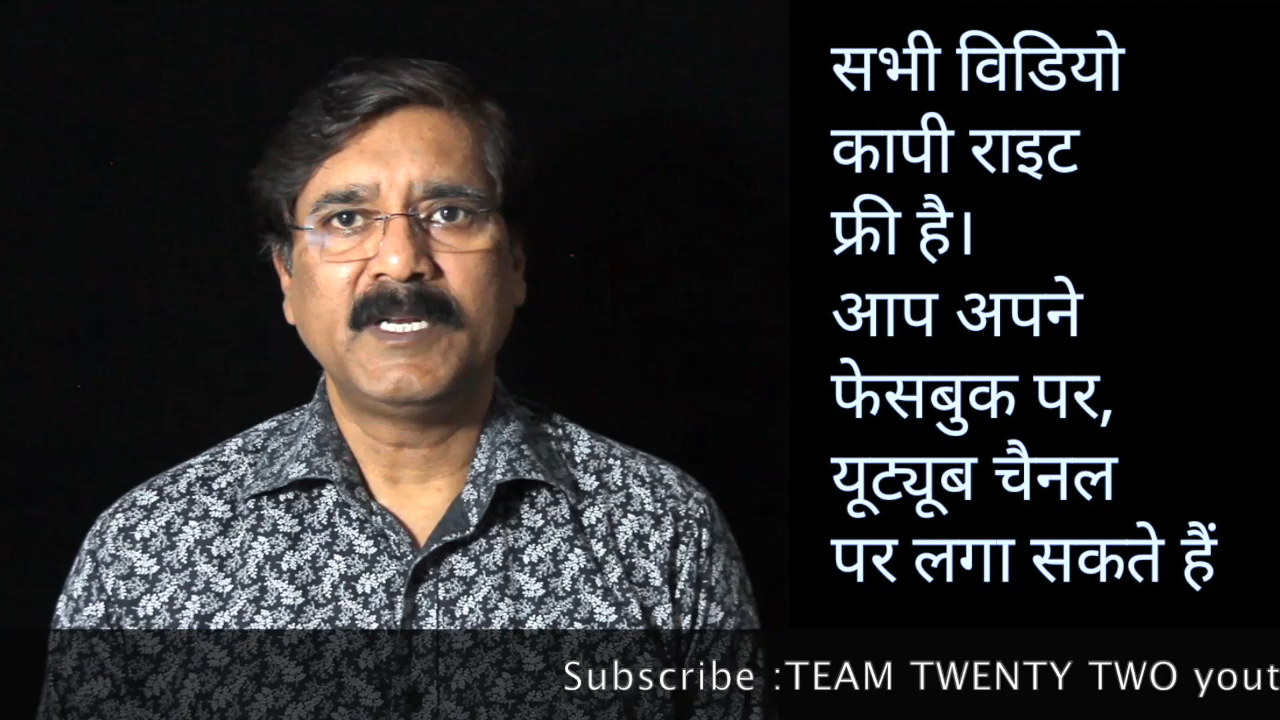 सभी विडियो
कापी राइट
फ्री है।
आप अपने
फेसबुक पर,
यूट्यूब चैनल
पर लगा सकते हैं
Subscribe :TEAM TWENTY TWO yout